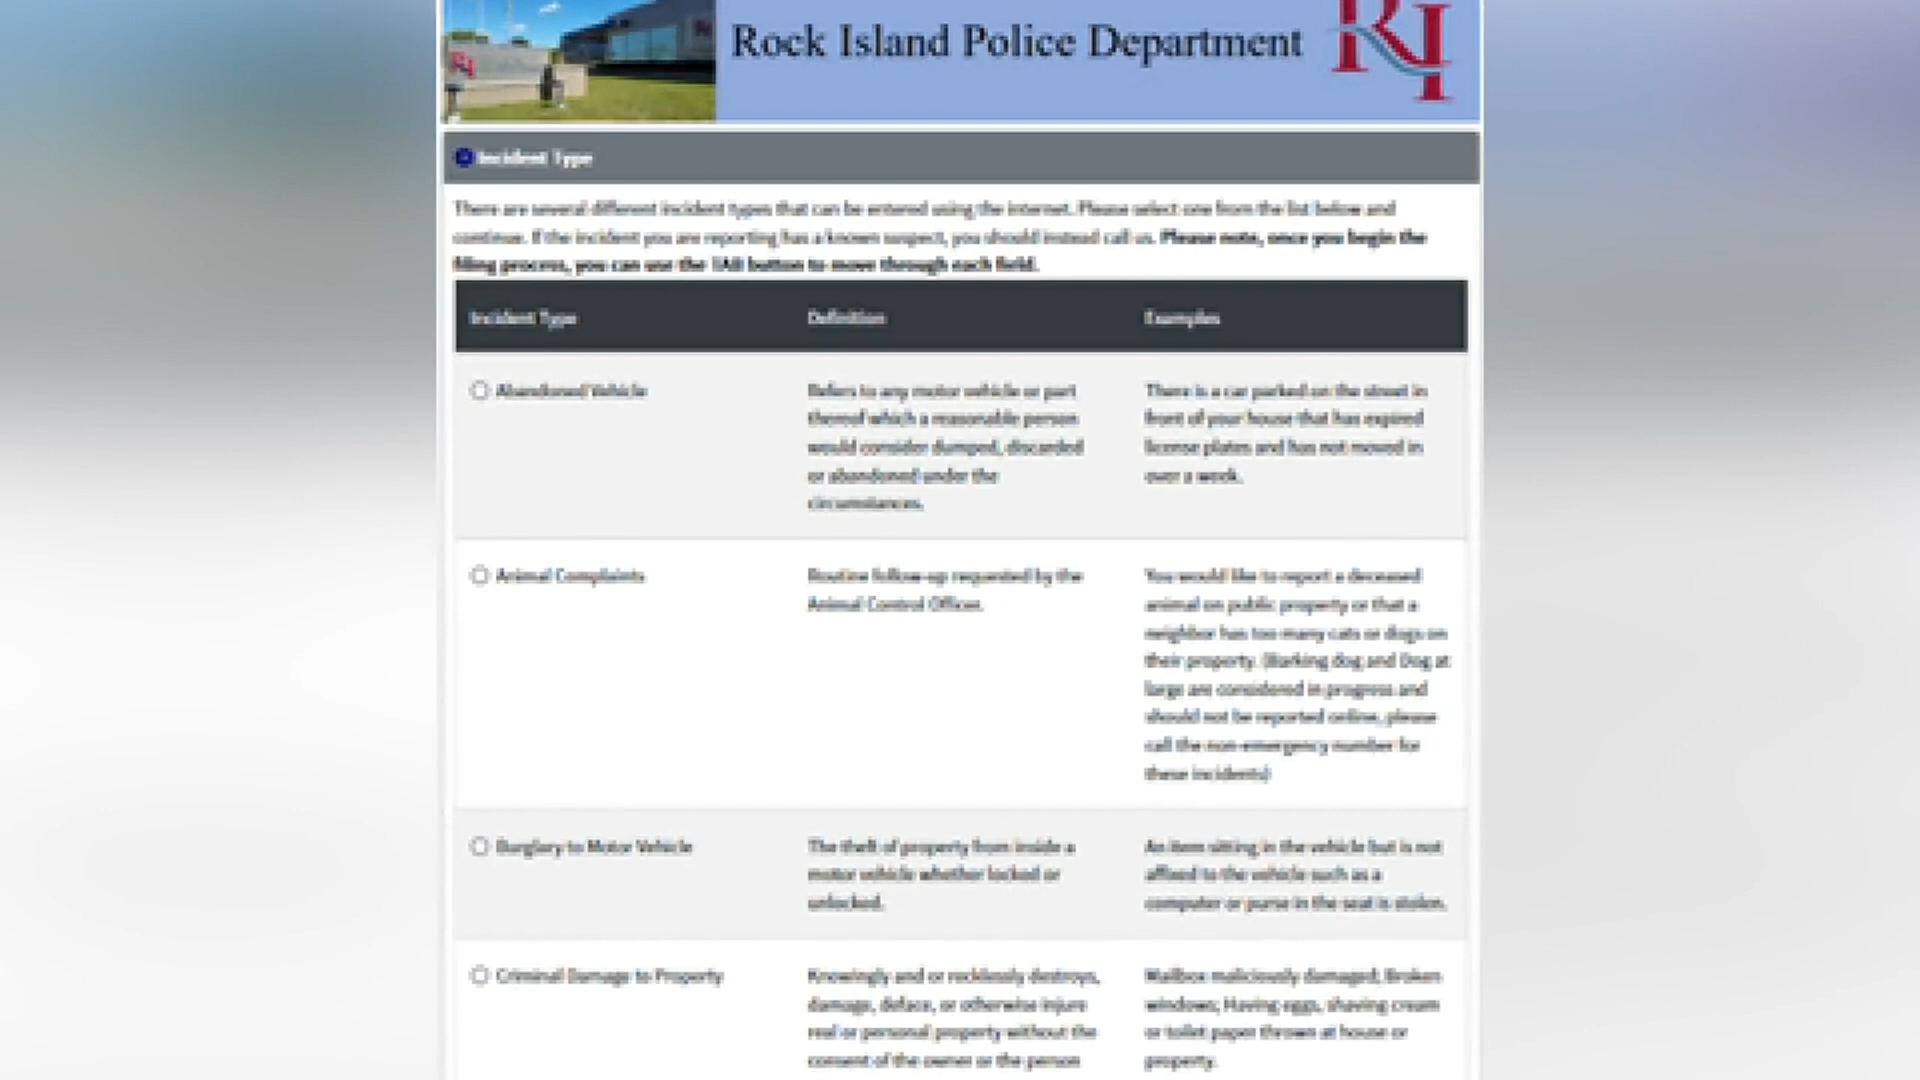 Rock Island Police Department
RI
RI
Incident Type
There are several different incident types that can be entered using the internet. Please select one from the list below and
continue. If the incident you are reporting has a known suspect, you should instead call us. Please note, once you begin the
filing process, you can use the TAB button to move through each field.
Incident Type Definition Examples
Abandoned Vehicle
Refers to any motor vehicle or part
thereof which a reasonable person
would consider dumped, discarded
or abandoned under the
circumstances.
There is a car parked on the street in
front of your house that has expired
license plates and has not moved in
over a week.
Animal Complaints
Routine follow-up requested by the
Animal Control Officer.
You would like to report a deceased
animal on public property or that a
neighbor has too many cats or dogs on
their property. (Barking dog and Dog at
large are considered in progress and
should not be reported online, please
call the non-emergency number for
these incidents)
Burglary to Motor Vehicle
The theft of property from inside a
motor vehicle whether locked or
unlocked.
An item sitting in the vehicle but is not
affixed to the vehicle such as a
computer or purse in the seat is stolen.
Criminal Damage to Property
Knowingly and or recklessly destroys,
damage, deface, or otherwise injure
real or personal property without the
consent of the owner or the person
Mailbox maliciously damaged; Broken
windows; Having eggs, shaving cream
or toilet paper thrown at house or
property.